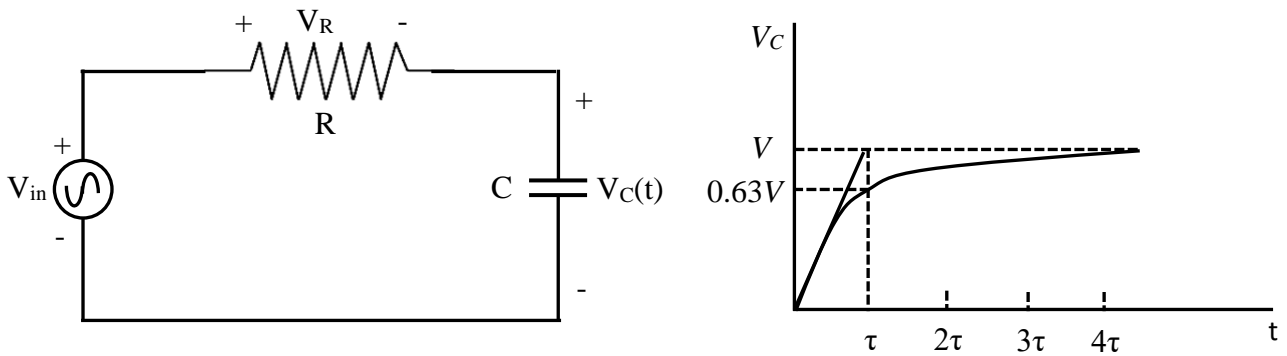 + V_R -
R
+
V_in
-
C
+
V_C(t)
-
V_C
V
0.63V
τ 2τ 3τ 4τ t